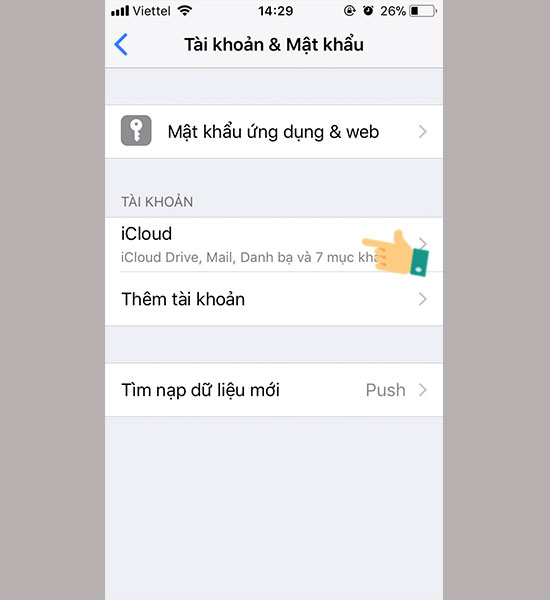 Viettel 14:29 26%
Tài khoản & Mật khẩu
Mật khẩu ứng dụng & web
TÀI KHOẢN
iCloud
iCloud Drive, Mail, Danh bạ và 7 mục
Thêm tài khoản
Tìm nạp dữ liệu mới Push